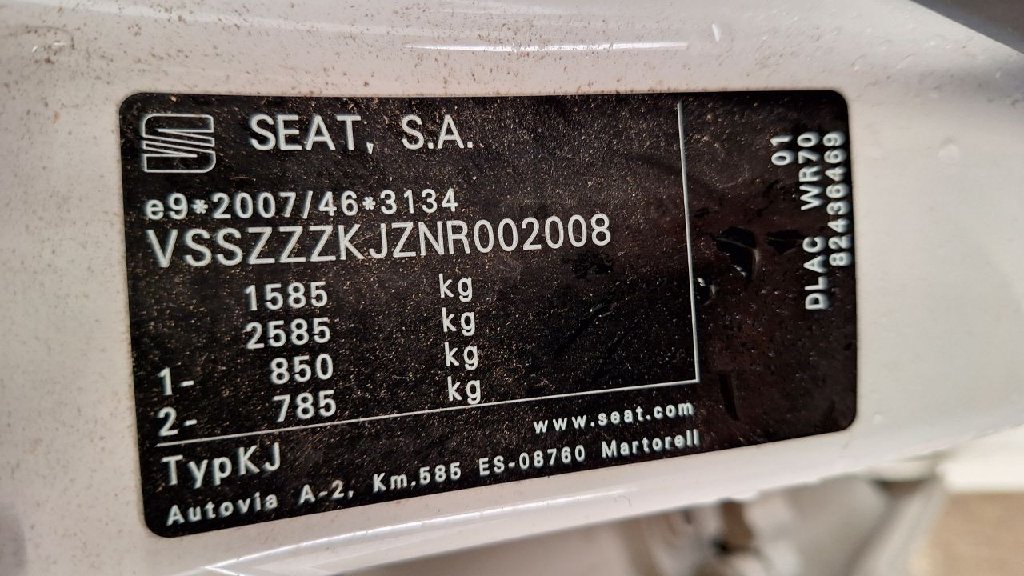 SEAT, S.A.
e9*2007/46*3134
VSSZZZKJZNR002008
1585 kg
2585 kg
1- 850 kg
2- 785 kg
TypKJ
www.seat.com
Autovia A-2, Km.585 ES-08760 Martorell
01
DLAC WR70
82436469